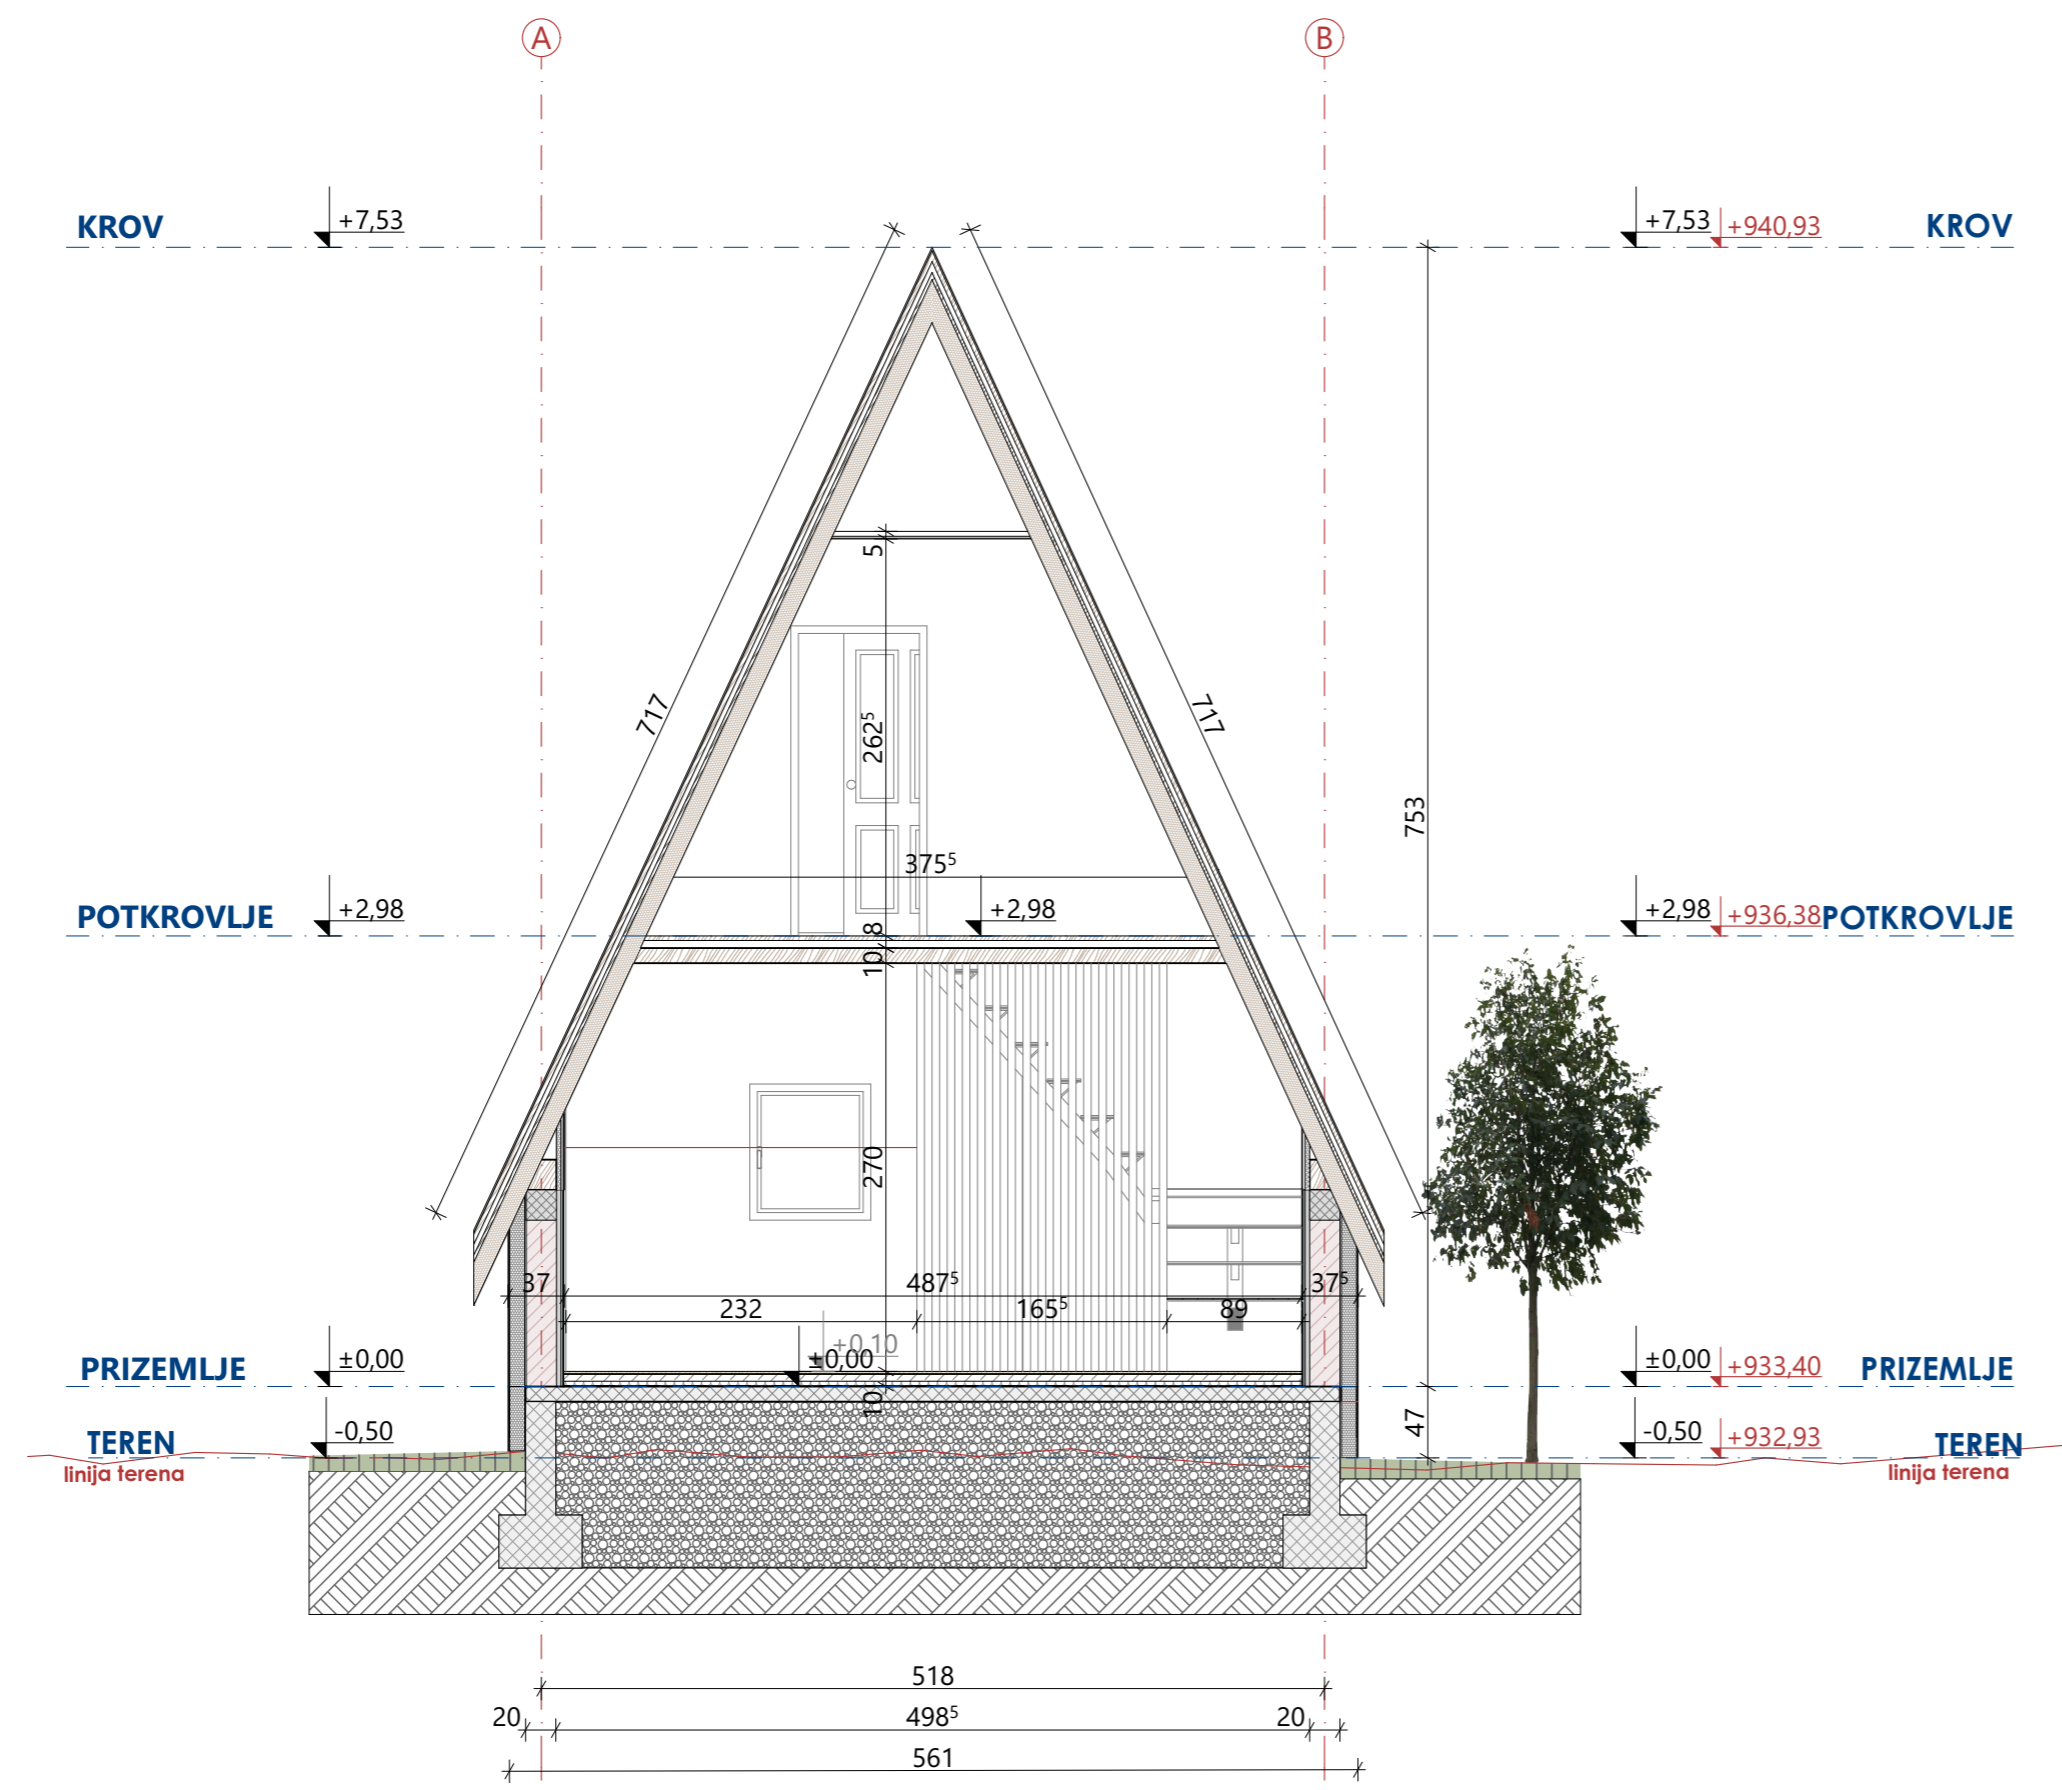 A B
KROV +7,53 +7,53 +940,93 KROV
717 717
5
262⁵
753
375⁵
POTKROVLJE +2,98 8 +2,98 +2,98 +936,38 POTKROVLJE
10
270
37 487⁵ 37⁵
232 165⁵ 89
+0,10
PRIZEMLJE ±0,00 ±0,00 ±0,00 +933,40 PRIZEMLJE
10 47
TEREN -0,50 -0,50 +932,93 TEREN
linija terena linija terena
518
20 498⁵ 20
561